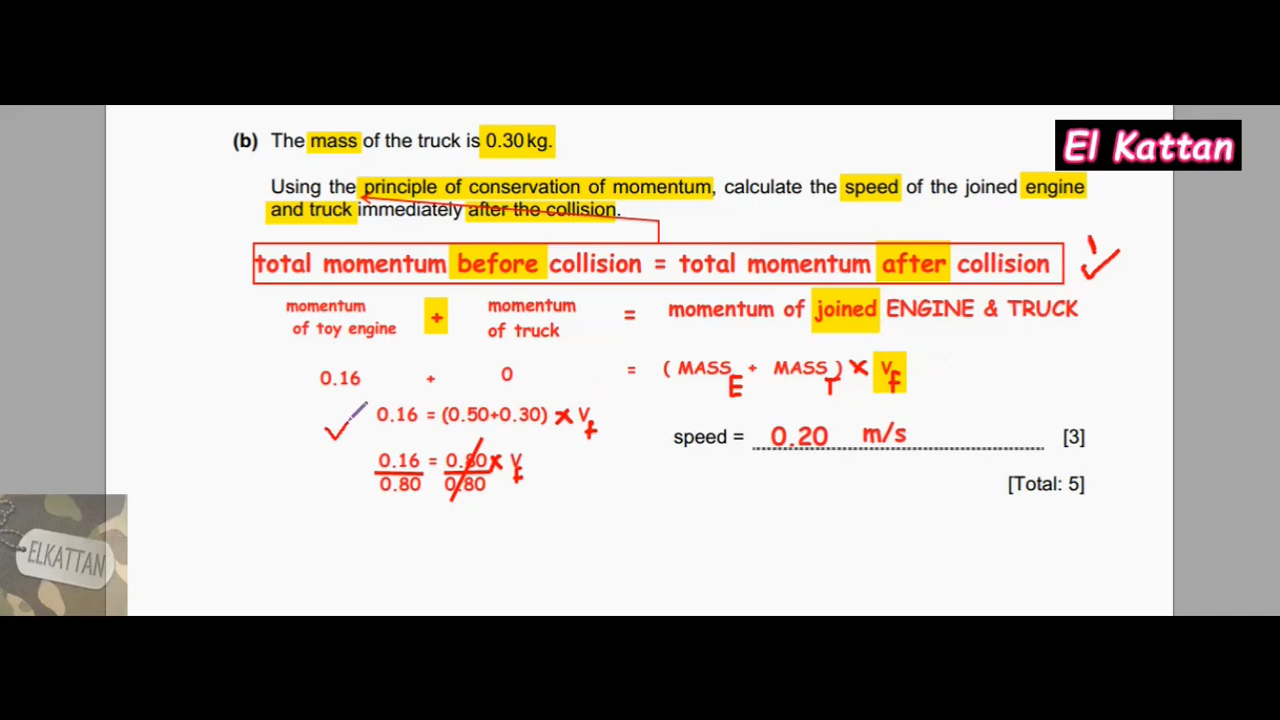 El Kattan
(b) The mass of the truck is 0.30 kg.
Using the principle of conservation of momentum, calculate the speed of the joined engine
and truck immediately after the collision.
total momentum before collision = total momentum after collision
momentum of toy engine + momentum of truck = momentum of joined ENGINE & TRUCK
0.16 + 0 = ( MASS E + MASS T ) × Vf
0.16 = (0.50+0.30) × Vf
speed = 0.20 m/s [3]
0.16 = 0.80 × Vf
0.80 0.80
[Total: 5]
ELKATTAN